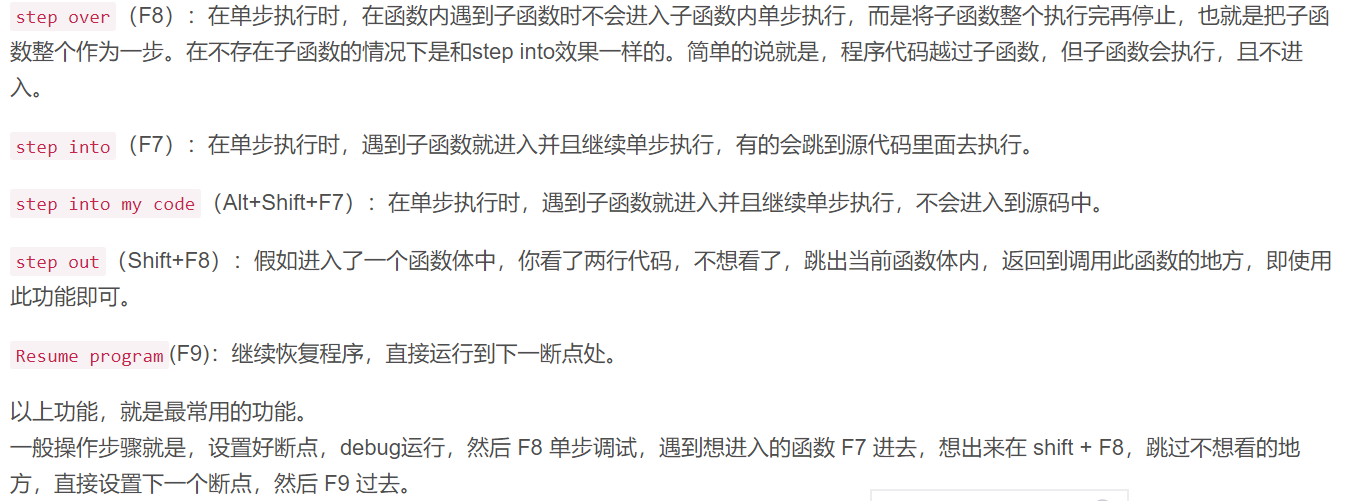 step over（F8）：在单步执行时，在函数内遇到子函数时不会进入子函数内单步执行，而是将子函数整个执行完再停止，也就是把子函
数整个作为一步。在不存在子函数的情况下是和step into效果一样的。简单的说就是，程序代码越过子函数，但子函数会执行，且不进
入。
step into（F7）：在单步执行时，遇到子函数就进入并且继续单步执行，有的会跳到源代码里面去执行。
step into my code（Alt+Shift+F7）：在单步执行时，遇到子函数就进入并且继续单步执行，不会进入到源码中。
step out（Shift+F8）：假如进入了一个函数体中，你看了两行代码，不想看了，跳出当前函数体内，返回到调用此函数的地方，即使用
此功能即可。
Resume program(F9)：继续恢复程序，直接运行到下一断点处。
以上功能，就是最常用的功能。
一般操作步骤就是，设置好断点，debug运行，然后 F8 单步调试，遇到想进入的函数 F7 进去，想出来在 shift + F8，跳过不想看的地
方，直接设置下一个断点，然后 F9 过去。